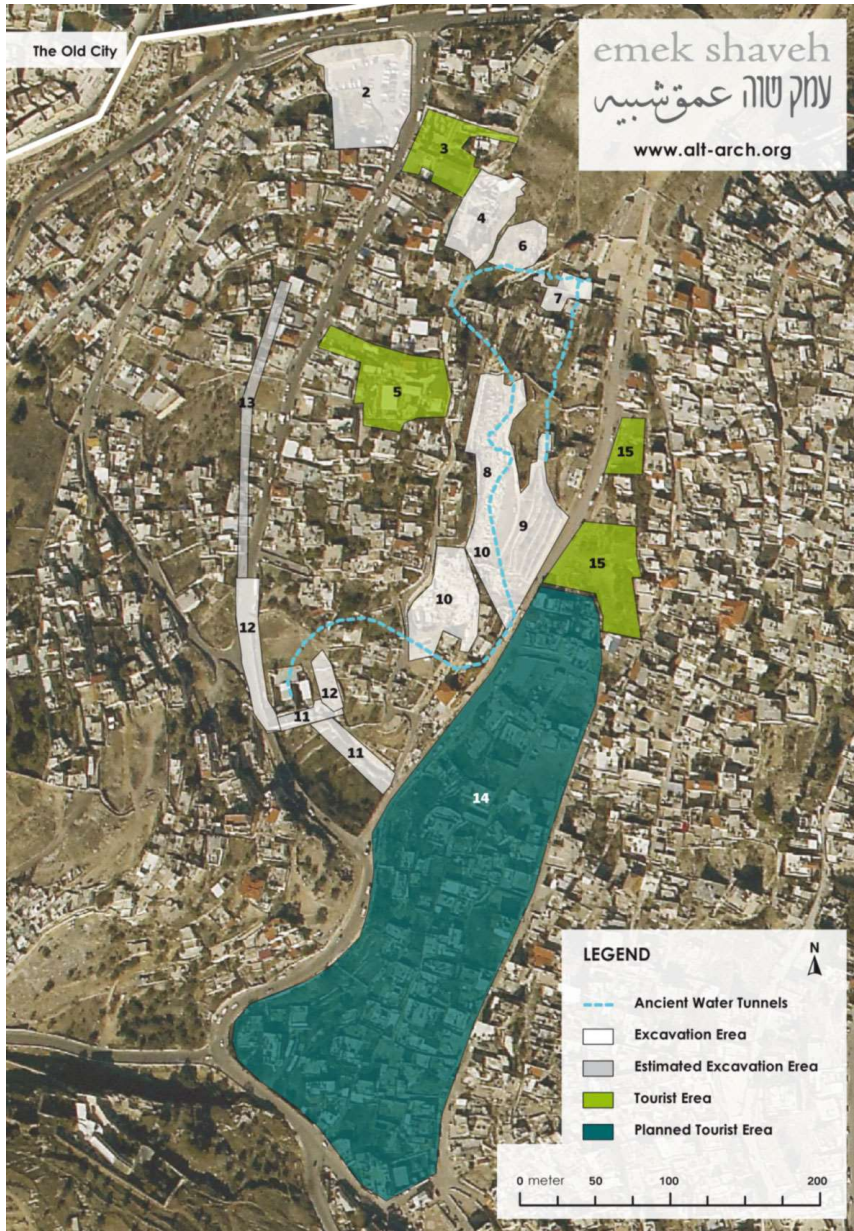 The Old City
emek shaveh
עמק שווה عمق شبيه
www.alt-arch.org
2
3
4
6
7
5
13
8
15
9
10
15
10
12
12
11
11
14
LEGEND
N
Ancient Water Tunnels
Excavation Erea
Estimated Excavation Erea
Tourist Erea
Planned Tourist Erea
0 meter 50 100 200